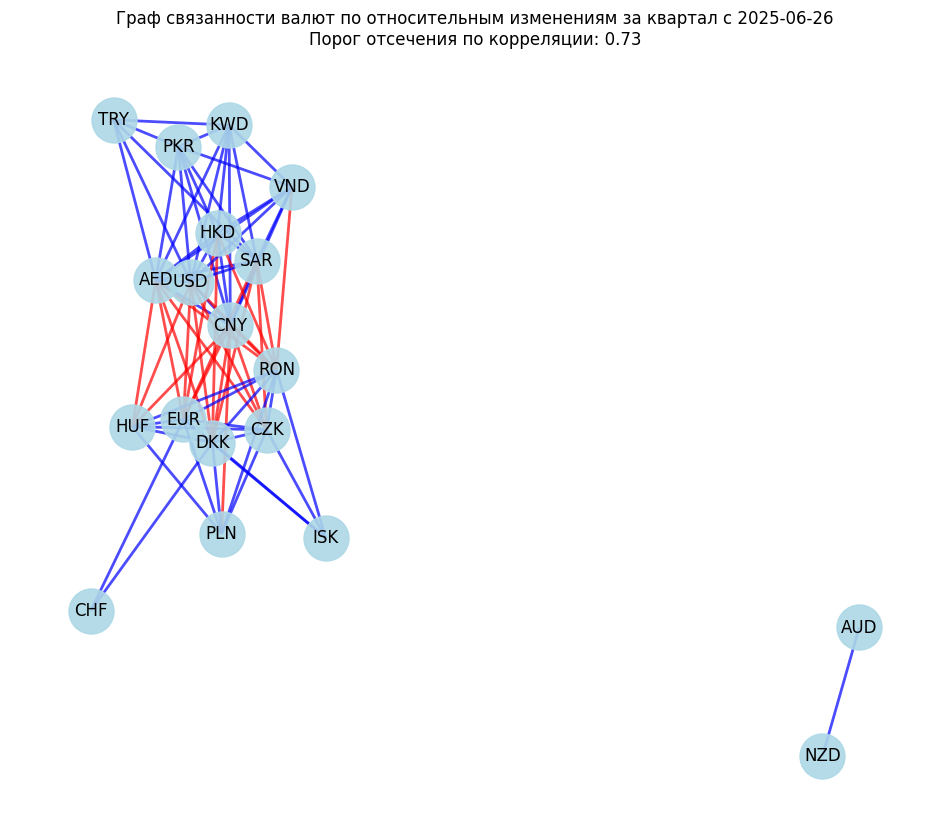 Граф связанности валют по относительным изменениям за квартал с 2025-06-26
Порог отсечения по корреляции: 0.73
TRY
KWD
PKR
VND
HKD
SAR
AED
USD
CNY
RON
HUF
EUR
DKK
CZK
PLN
ISK
CHF
AUD
NZD